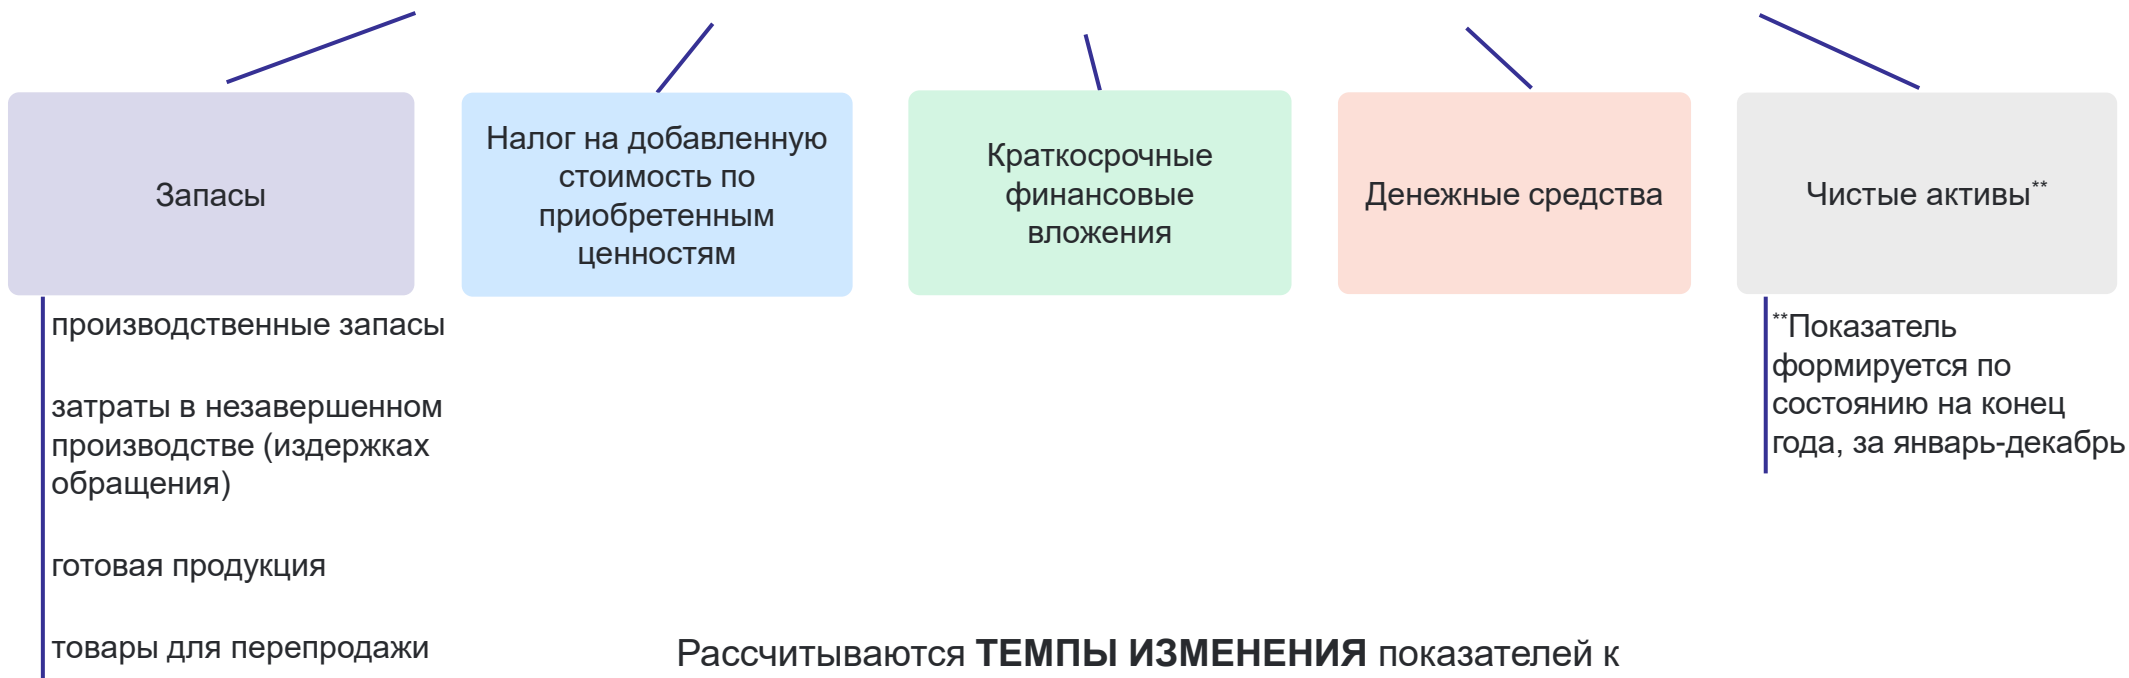 Запасы
Налог на добавленную
стоимость по
приобретенным
ценностям
Краткосрочные
финансовые
вложения
Денежные средства
Чистые активы**
производственные запасы
затраты в незавершенном
производстве (издержках
обращения)
готовая продукция
товары для перепродажи
**Показатель
формируется по
состоянию на конец
года, за январь-декабрь
Рассчитываются ТЕМПЫ ИЗМЕНЕНИЯ показателей к